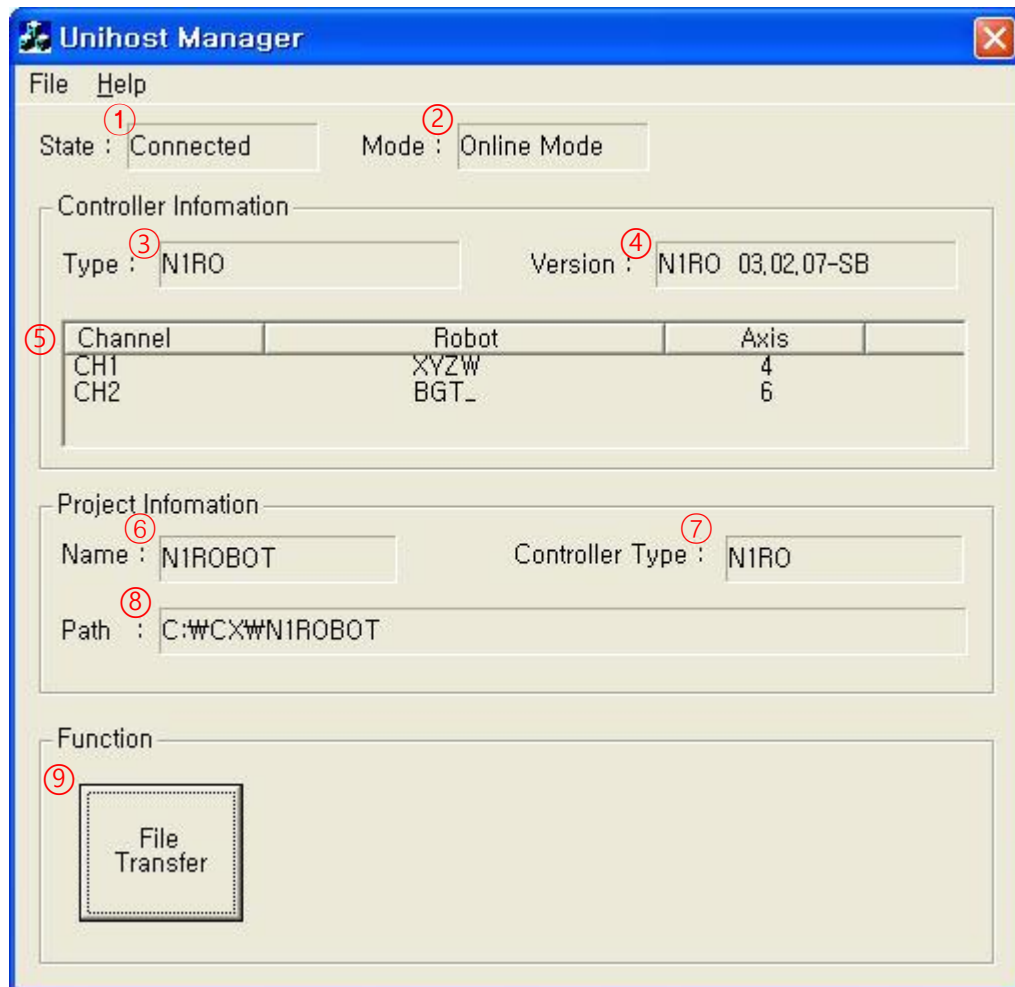 Unihost Manager
File Help
State : ① Connected Mode : ② Online Mode
Controller Infomation
Type : ③ N1RO Version : ④ N1RO 03,02,07-SB
⑤ Channel Robot Axis
CH1 XYZW 4
CH2 BGT_ 6
Project Infomation
Name : ⑥ N1ROBOT Controller Type : ⑦ N1RO
Path : ⑧ C:₩CX₩N1ROBOT
Function
⑨ File
Transfer